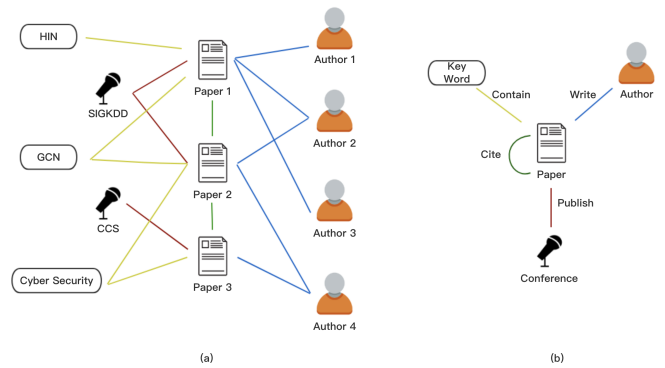 HIN
SIGKDD
GCN
CCS
Cyber Security
Paper 1
Paper 2
Paper 3
Author 1
Author 2
Author 3
Author 4
(a)
Key
Word
Contain
Write
Author
Cite
Paper
Publish
Conference
(b)